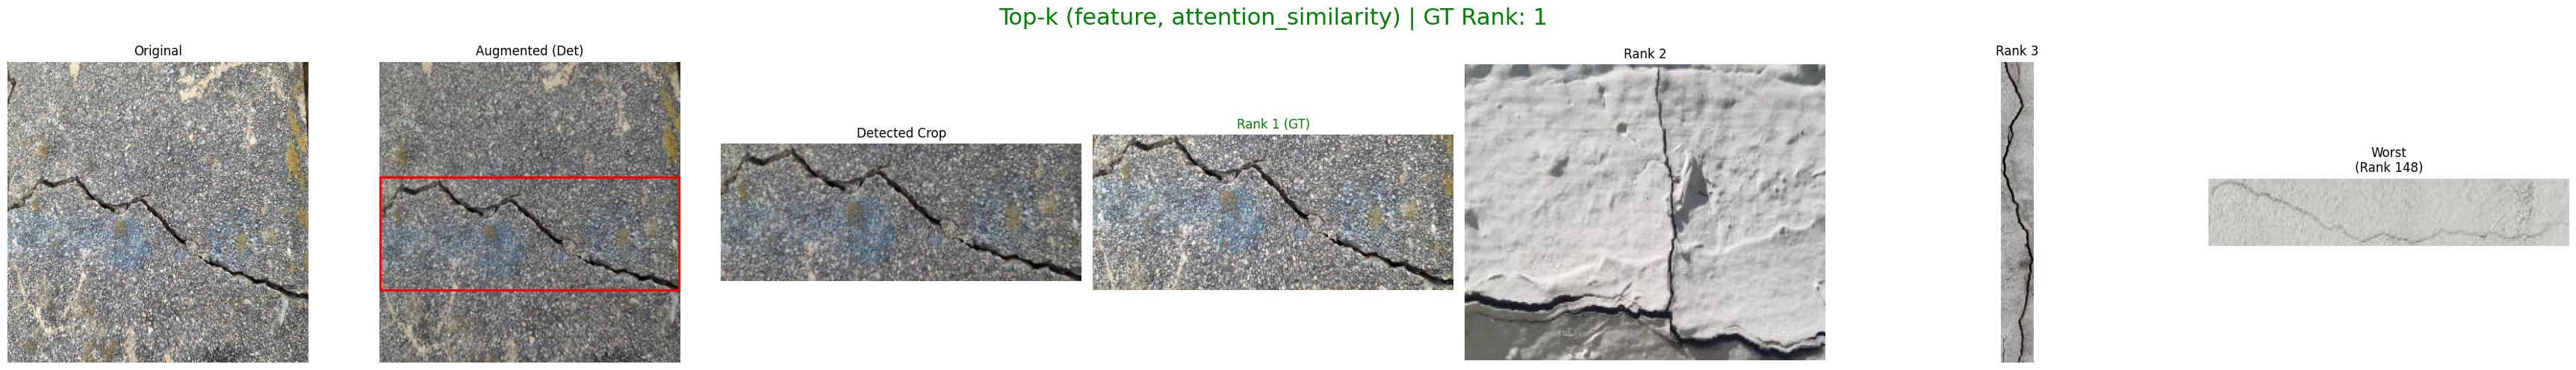 Top-k (feature, attention_similarity) | GT Rank: 1
Original
Augmented (Det)
Detected Crop
Rank 1 (GT)
Rank 2
Rank 3
Worst
(Rank 148)